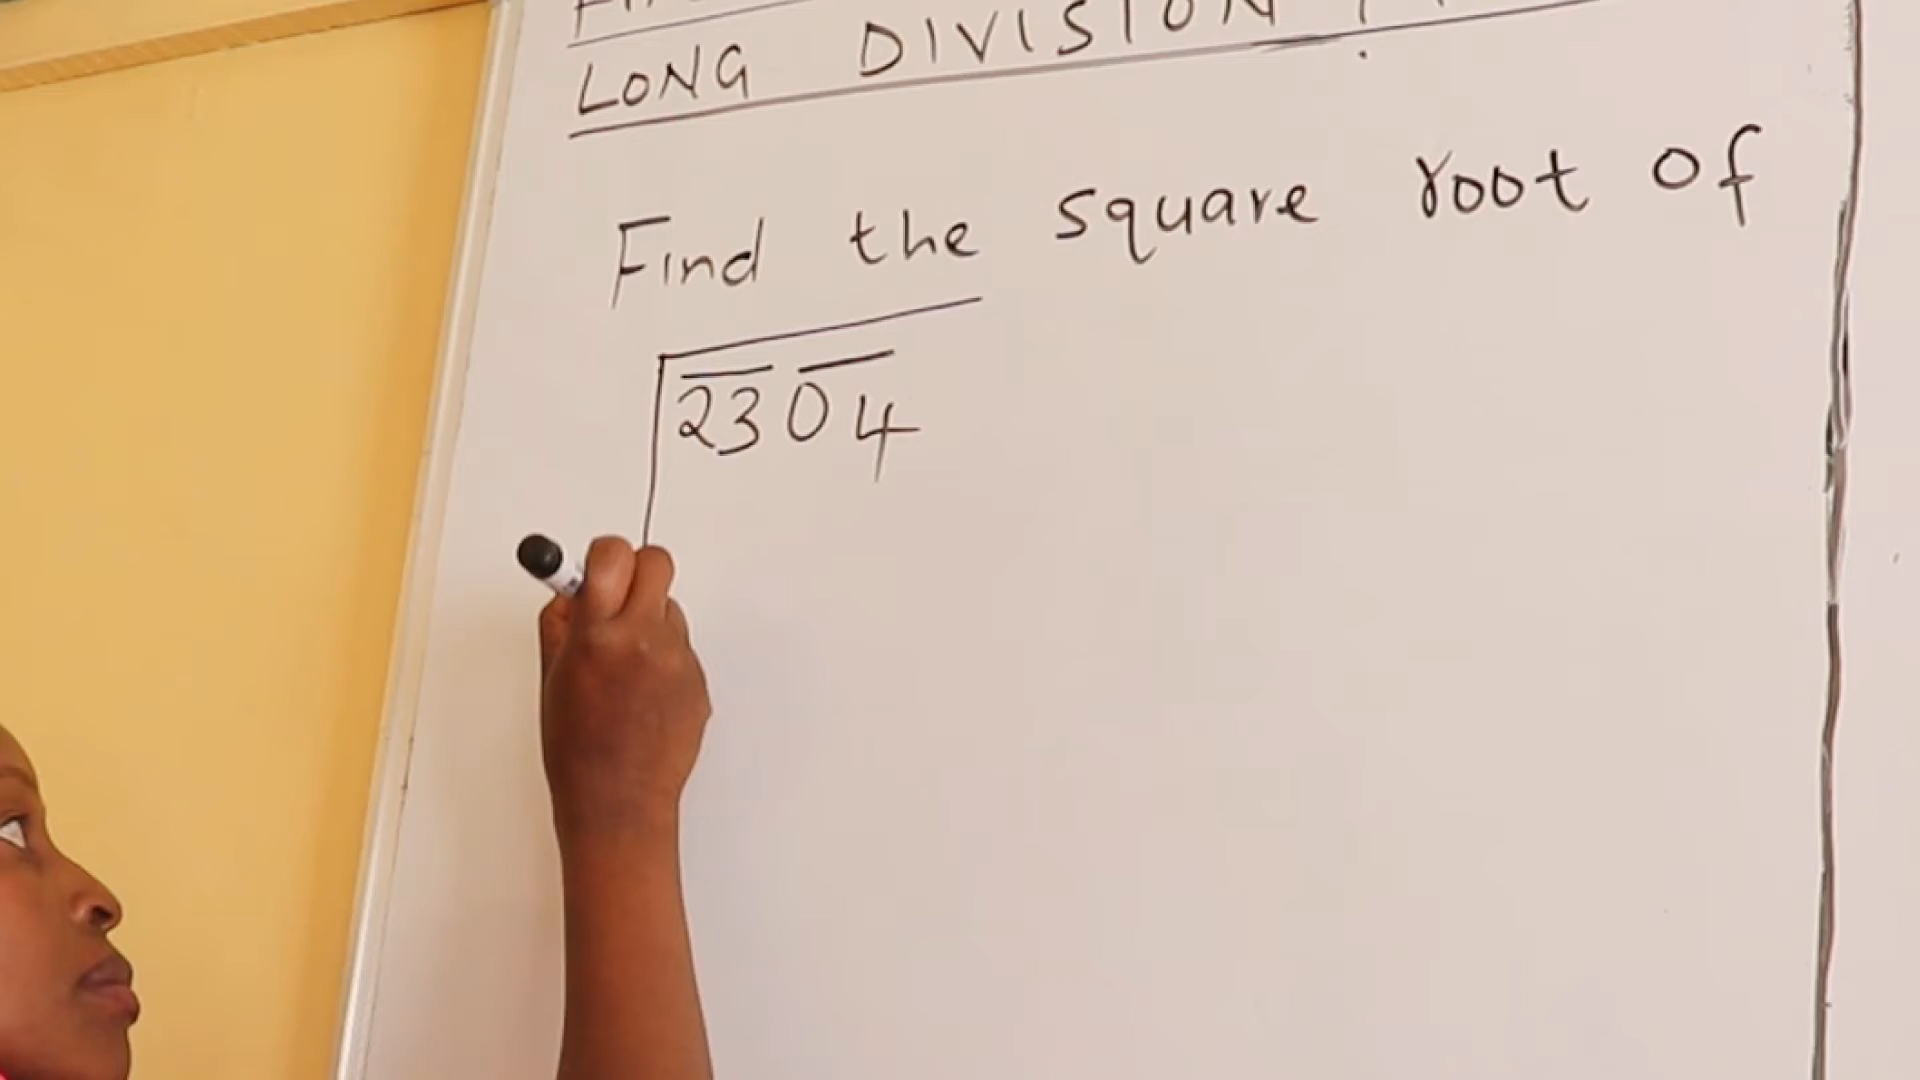 LONG DIVISION
Find the square root of
2304